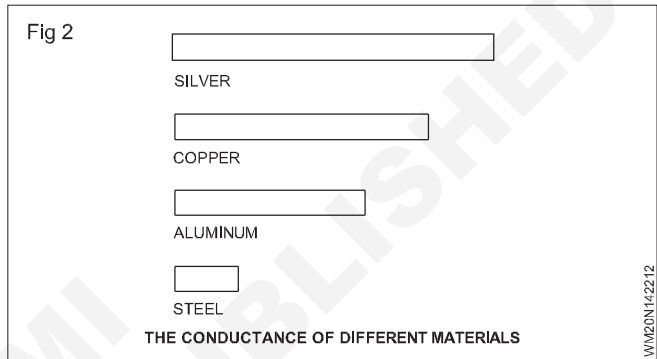 Fig 2
SILVER
COPPER
ALUMINUM
STEEL
THE CONDUCTANCE OF DIFFERENT MATERIALS
WM20N142212